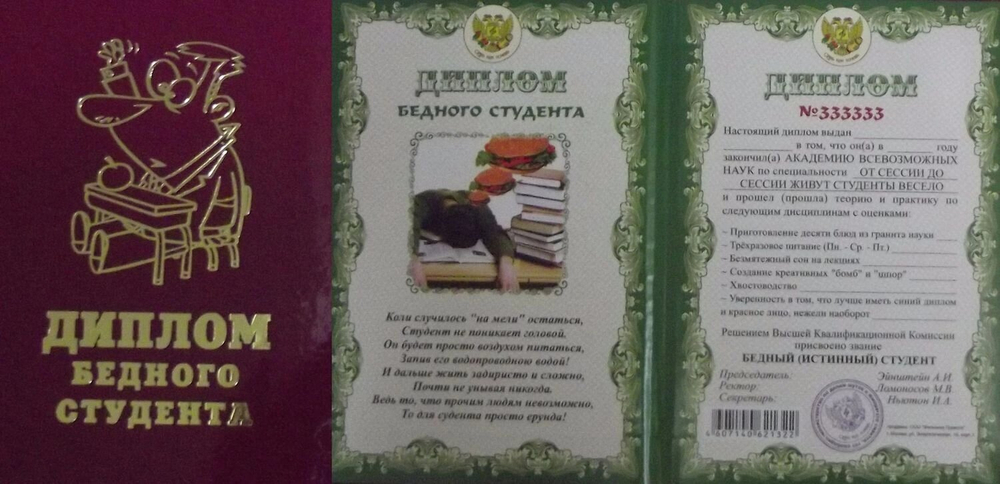 ДИПЛОМ
БЕДНОГО
СТУДЕНТА
ДИПЛОМ
БЕДНОГО СТУДЕНТА
Коли случилось "на мели" остаться,
Студент не поникает головой.
Он будет просто воздухом питаться,
Запив его водопроводною водой!
И дальше жить задиристо и сложно,
Почти не унывая никогда.
Ведь то, что прочим людям невозможно,
То для судента просто ерунда!
ДИПЛОМ
№333333
Настоящий диплом выдан
в том, что он(а) в году
закончил(а) АКАДЕМИЮ ВСЕВОЗМОЖНЫХ
НАУК по специальности ОТ СЕССИИ ДО
СЕССИИ ЖИВУТ СТУДЕНТЫ ВЕСЕЛО
и прошел (прошла) теорию и практику по
следующим дисциплинам с оценками:
– Приготовление десяти блюд из гранита науки
– Трёхразовое питание (Пн. - Ср. - Пт.)
– Безмятежный сон на лекциях
– Создание креативных "бомб" и "шпор"
– Хвостоводство
– Уверенность в том, что лучше иметь синий диплом
и красное лицо, нежели наоборот
Решением Высшей Квалификационной Комиссии
присвоено звание
БЕДНЫЙ (ИСТИННЫЙ) СТУДЕНТ
Председатель: Эйнштейн А.И.
Ректор: Ломоносов М.В.
Секретарь: Ньютон И.А.
4 607140 621322